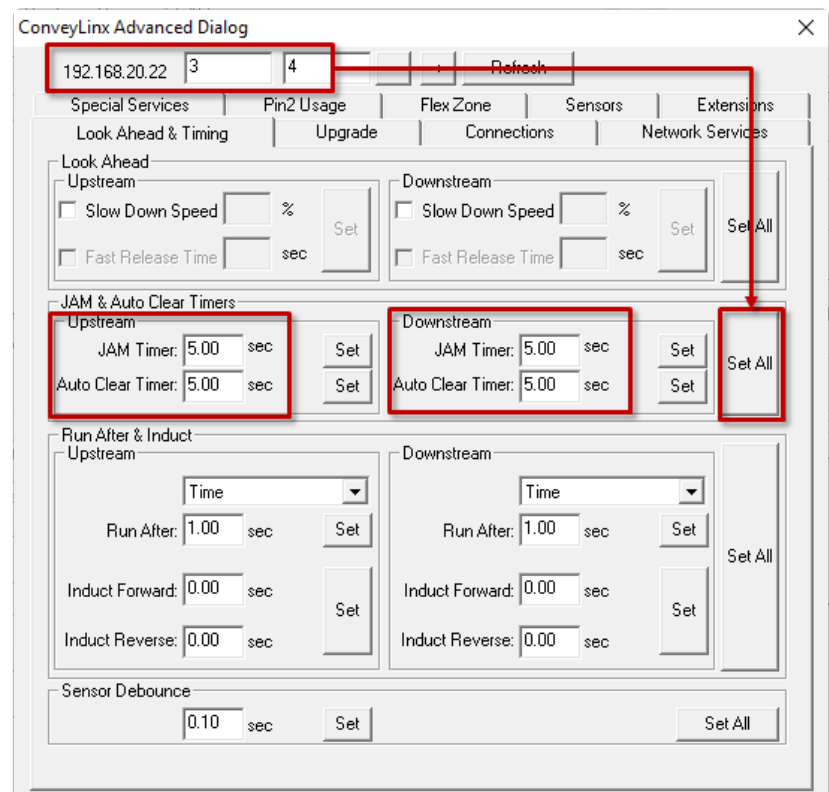 ConveyLinx Advanced Dialog
192.168.20.22 3 4 - + Refresh
Special Services Pin2 Usage Flex Zone Sensors Extensions
Look Ahead & Timing Upgrade Connections Network Services
Look Ahead
Upstream Downstream
Slow Down Speed % Set Slow Down Speed % Set Set All
Fast Release Time sec Fast Release Time sec
JAM & Auto Clear Timers
Upstream Downstream
JAM Timer: 5.00 sec Set JAM Timer: 5.00 sec Set Set All
Auto Clear Timer: 5.00 sec Set Auto Clear Timer: 5.00 sec Set
Run After & Induct
Upstream Downstream
Time Time
Run After: 1.00 sec Set Run After: 1.00 sec Set Set All
Induct Forward: 0.00 sec Set Induct Forward: 0.00 sec Set
Induct Reverse: 0.00 sec Induct Reverse: 0.00 sec
Sensor Debounce
0.10 sec Set Set All